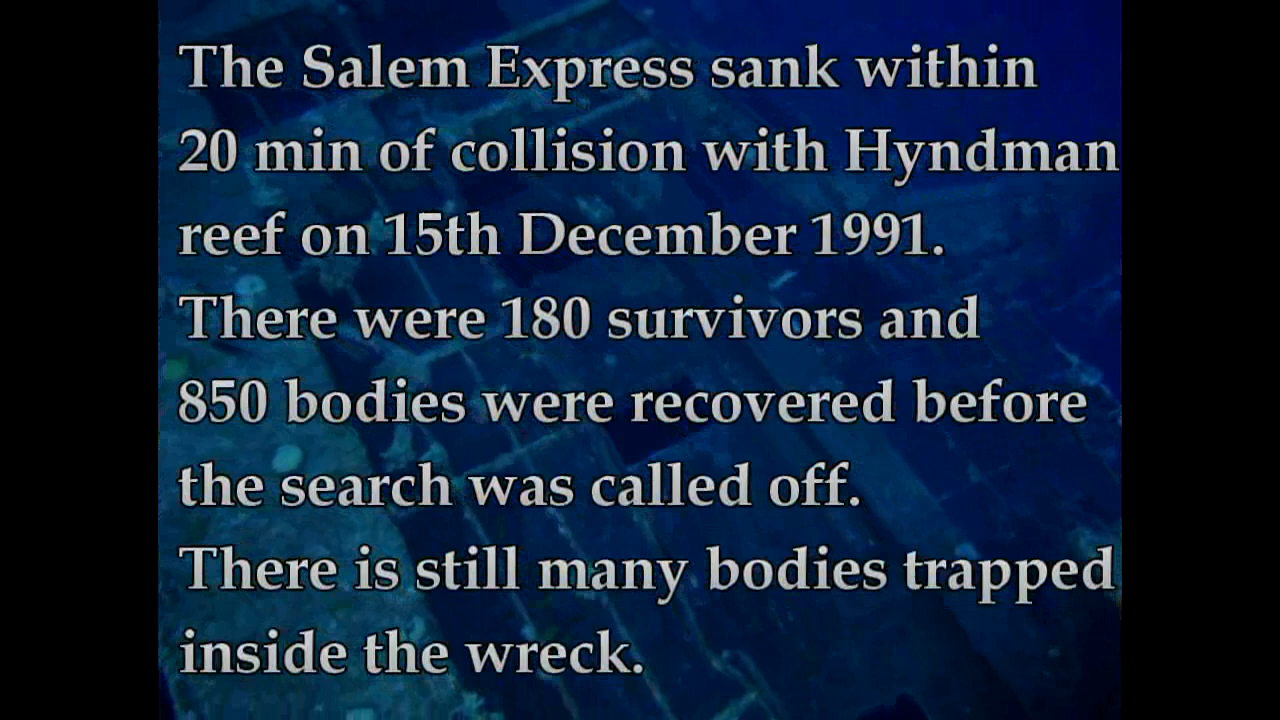 The Salem Express sank within
20 min of collision with Hyndman
reef on 15th December 1991.
There were 180 survivors and
850 bodies were recovered before
the search was called off.
There is still many bodies trapped
inside the wreck.